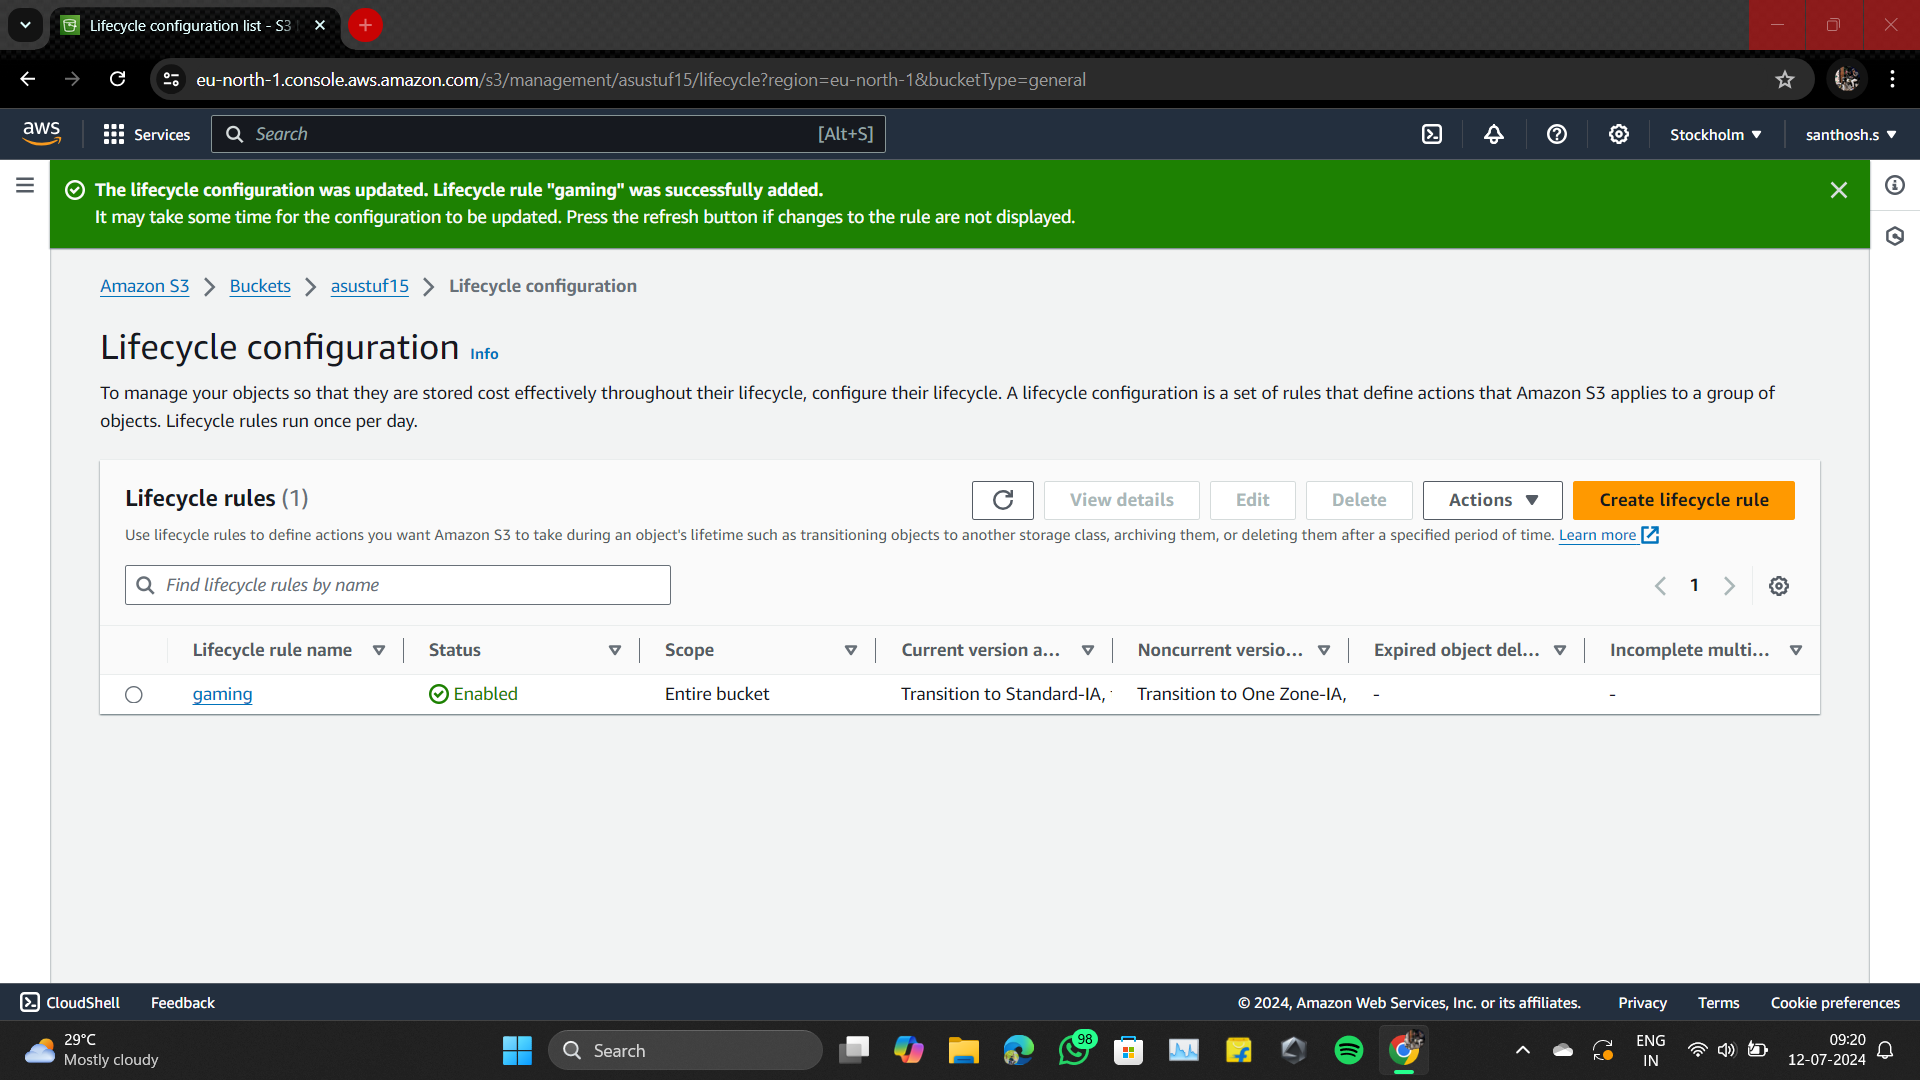 Lifecycle configuration list - S3
eu-north-1.console.aws.amazon.com/s3/management/asustuf15/lifecycle?region=eu-north-1&bucketType=general
aws
Services
Search
[Alt+S]
Stockholm
santhosh.s
The lifecycle configuration was updated. Lifecycle rule "gaming" was successfully added.
It may take some time for the configuration to be updated. Press the refresh button if changes to the rule are not displayed.
Amazon S3
Buckets
asustuf15
Lifecycle configuration
Lifecycle configuration Info
To manage your objects so that they are stored cost effectively throughout their lifecycle, configure their lifecycle. A lifecycle configuration is a set of rules that define actions that Amazon S3 applies to a group of
objects. Lifecycle rules run once per day.
Lifecycle rules (1)
View details
Edit
Delete
Actions
Create lifecycle rule
Use lifecycle rules to define actions you want Amazon S3 to take during an object's lifetime such as transitioning objects to another storage class, archiving them, or deleting them after a specified period of time. Learn more
Find lifecycle rules by name
1
Lifecycle rule name
Status
Scope
Current version a...
Noncurrent versio...
Expired object del...
Incomplete multi...
gaming
Enabled
Entire bucket
Transition to Standard-IA,
Transition to One Zone-IA,
-
-
CloudShell
Feedback
© 2024, Amazon Web Services, Inc. or its affiliates.
Privacy
Terms
Cookie preferences
29°C
Mostly cloudy
Search
98
ENG
IN
09:20
12-07-2024